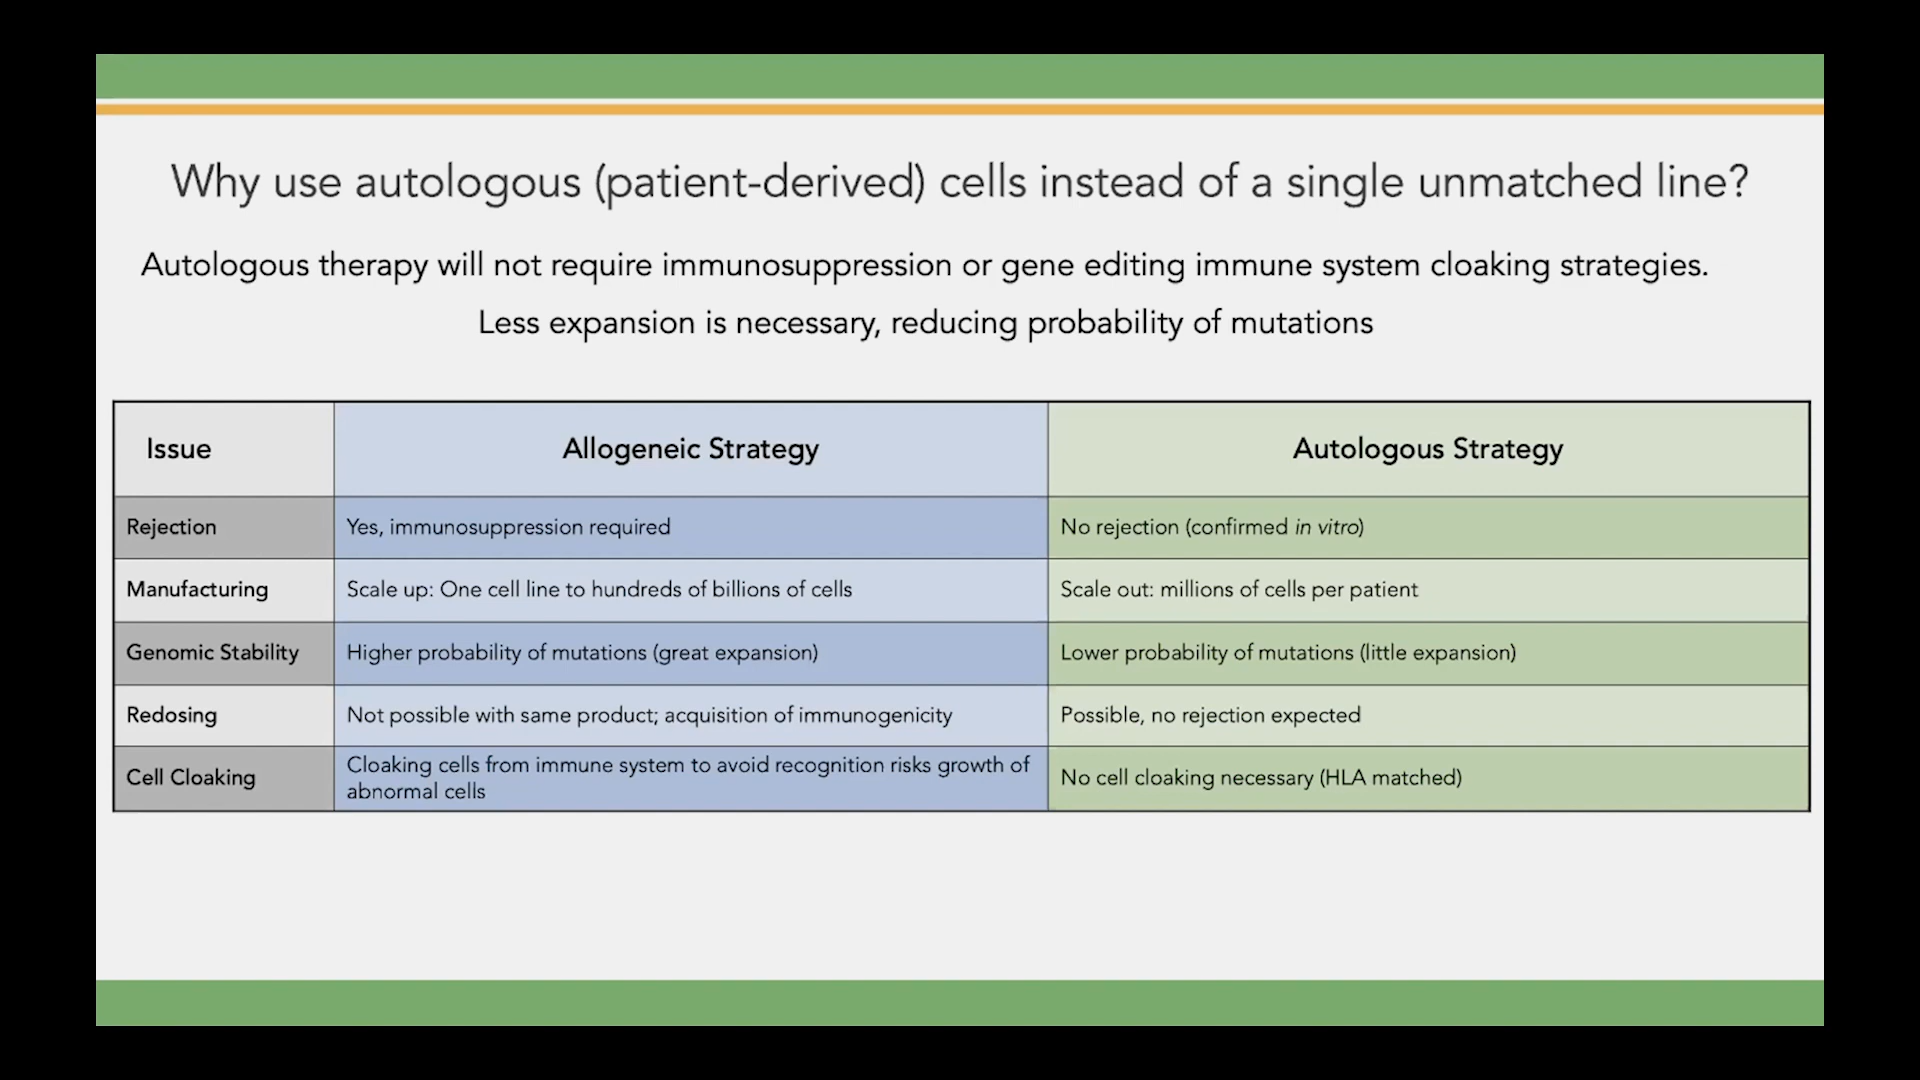 Why use autologous (patient-derived) cells instead of a single unmatched line?
Autologous therapy will not require immunosuppression or gene editing immune system cloaking strategies.
Less expansion is necessary, reducing probability of mutations
Issue
Allogeneic Strategy
Autologous Strategy
Rejection
Yes, immunosuppression required
No rejection (confirmed in vitro)
Manufacturing
Scale up: One cell line to hundreds of billions of cells
Scale out: millions of cells per patient
Genomic Stability
Higher probability of mutations (great expansion)
Lower probability of mutations (little expansion)
Redosing
Not possible with same product; acquisition of immunogenicity
Possible, no rejection expected
Cell Cloaking
Cloaking cells from immune system to avoid recognition risks growth of
abnormal cells
No cell cloaking necessary (HLA matched)